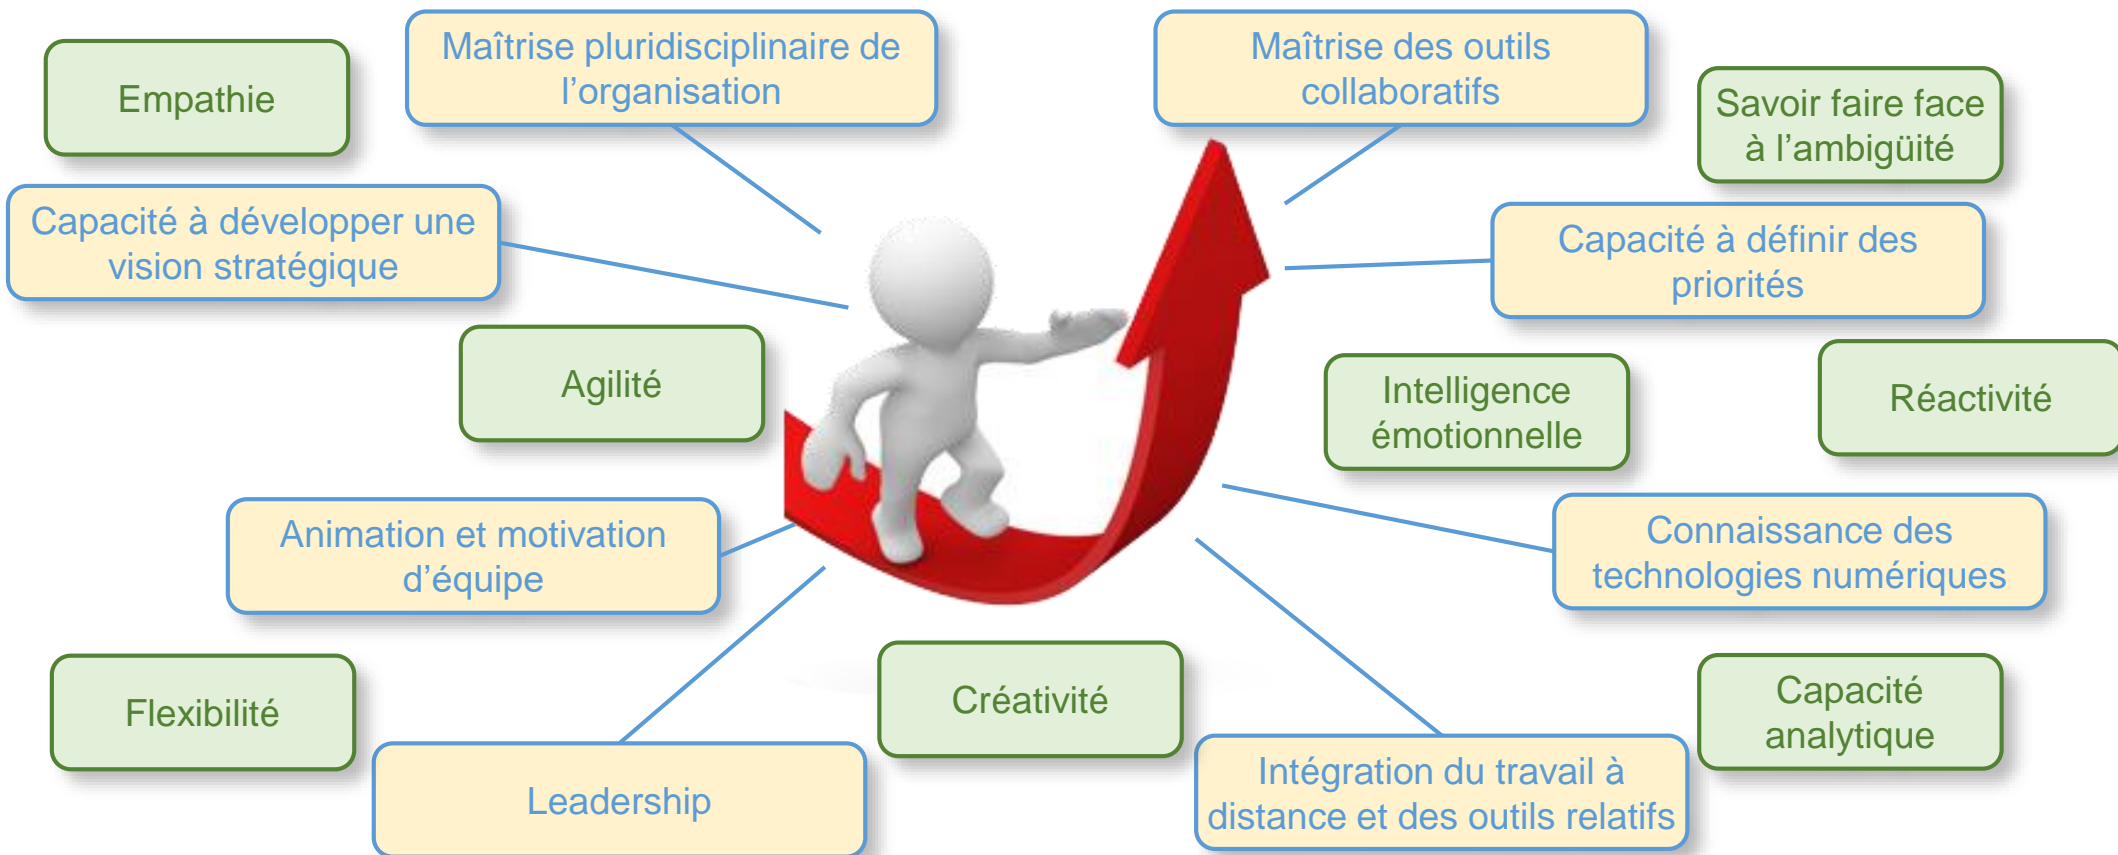 Maîtrise pluridisciplinaire de
l’organisation
Maîtrise des outils
collaboratifs
Empathie
Savoir faire face
à l’ambigüité
Capacité à développer une
vision stratégique
Capacité à définir des
priorités
Agilité
Intelligence
émotionnelle
Réactivité
Animation et motivation
d’équipe
Connaissance des
technologies numériques
Flexibilité
Créativité
Capacité
analytique
Leadership
Intégration du travail à
distance et des outils relatifs